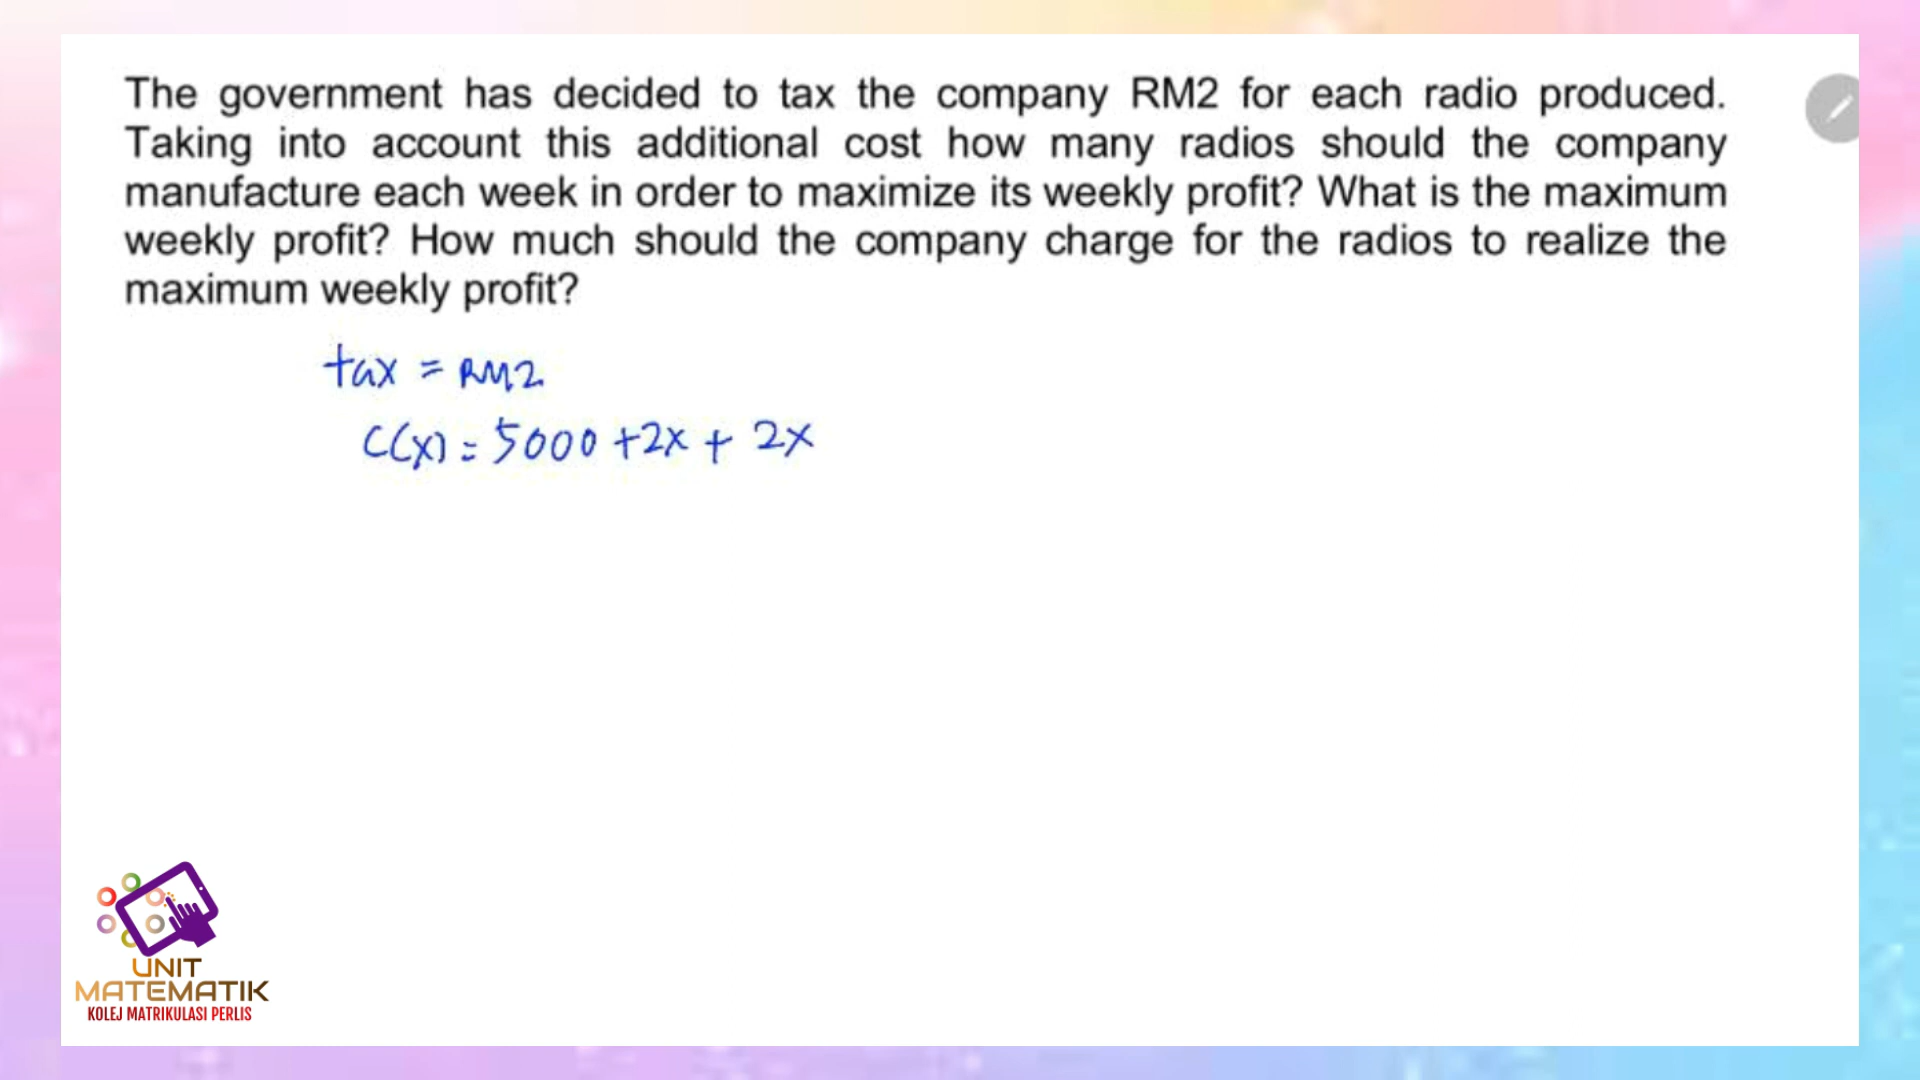 The government has decided to tax the company RM2 for each radio produced.
Taking into account this additional cost how many radios should the company
manufacture each week in order to maximize its weekly profit? What is the maximum
weekly profit? How much should the company charge for the radios to realize the
maximum weekly profit?
tax = RM2
C(x) = 5000 + 2x + 2x
UNIT
MATEMATIK
KOLEJ MATRIKULASI PERLIS